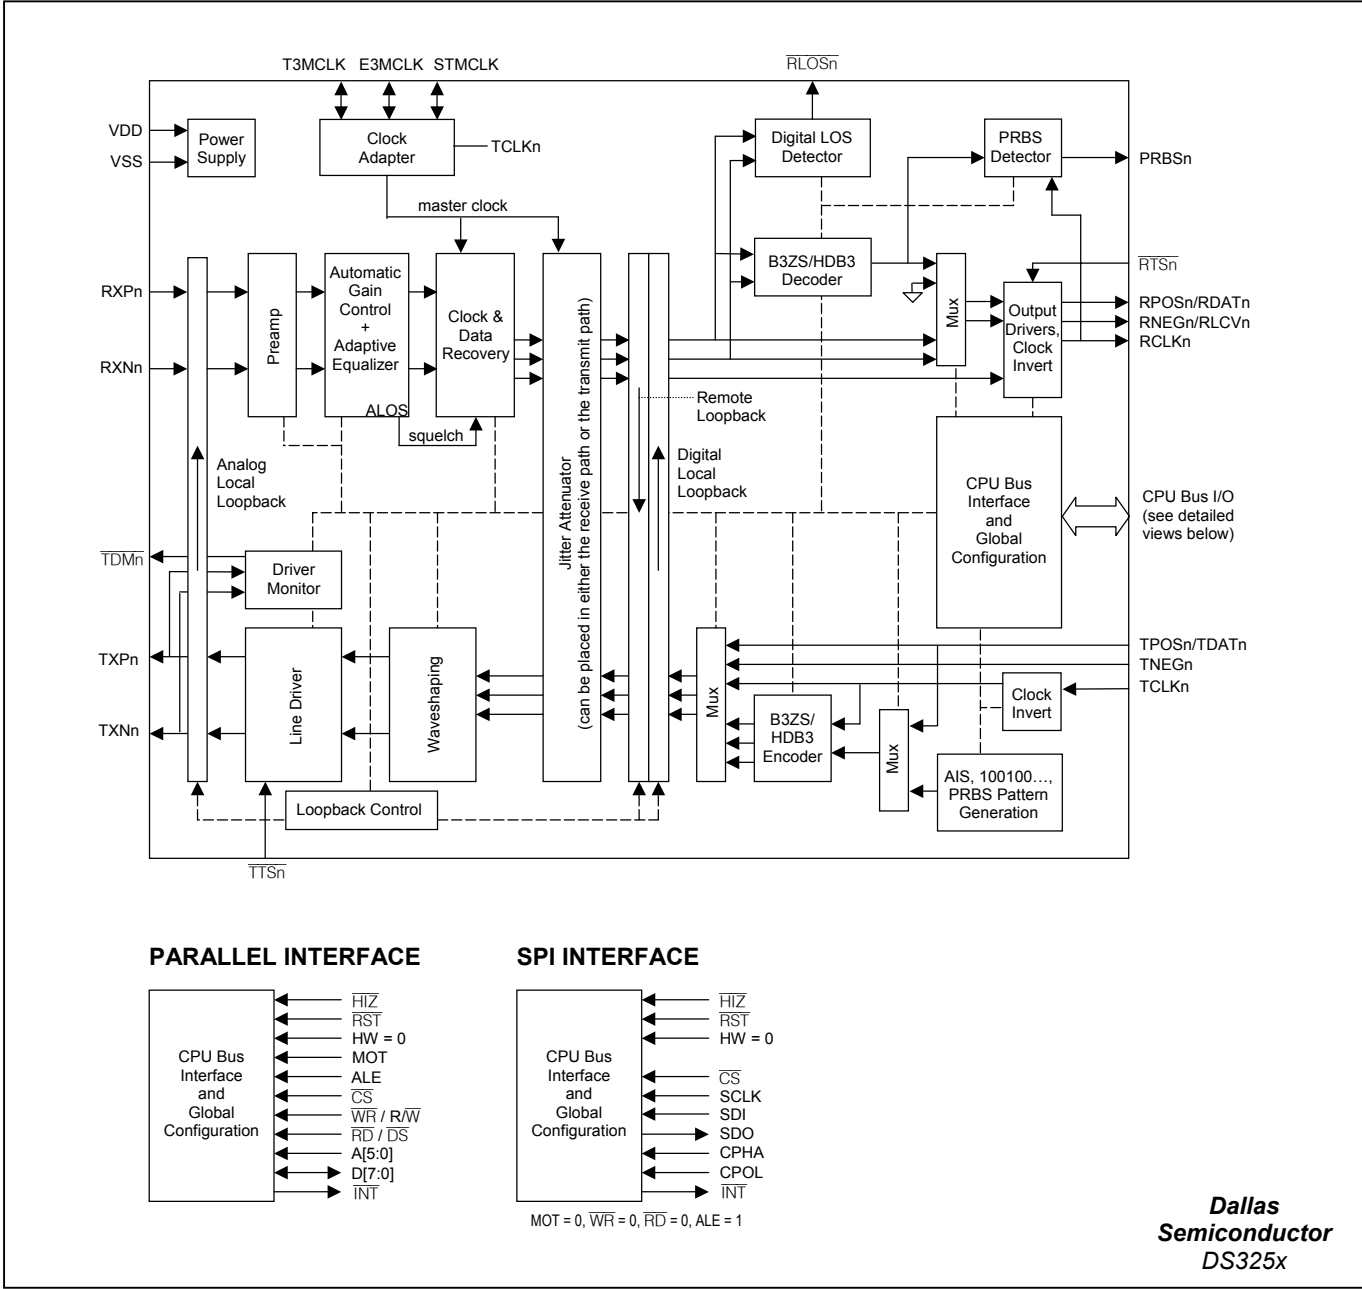 T3MCLK E3MCLK STMCLK
RLOSn
VDD
VSS
Power
Supply
Clock
Adapter
TCLKn
Digital LOS
Detector
PRBS
Detector
PRBSn
master clock
RXPn
RXNn
Preamp
Automatic
Gain
Control
+
Adaptive
Equalizer
ALOS
squelch
Clock &
Data
Recovery
Jitter Attenuator
(can be placed in either the receive path or the transmit path)
B3ZS/HDB3
Decoder
Mux
Output
Drivers,
Clock
Invert
RTSn
RPOSn/RDATn
RNEGn/RLCVn
RCLKn
Remote
Loopback
Analog
Local
Loopback
Digital
Local
Loopback
CPU Bus
Interface
and
Global
Configuration
CPU Bus I/O
(see detailed
views below)
TDMn
Driver
Monitor
TXPn
TXNn
Line Driver
Waveshaping
Mux
B3ZS/
HDB3
Encoder
Mux
Clock
Invert
AIS, 100100…,
PRBS Pattern
Generation
TPOSn/TDATn
TNEGn
TCLKn
Loopback Control
TTSn
PARALLEL INTERFACE
CPU Bus
Interface
and
Global
Configuration
HIZ
RST
HW = 0
MOT
ALE
CS
WR / R/W
RD / DS
A[5:0]
D[7:0]
INT
SPI INTERFACE
CPU Bus
Interface
and
Global
Configuration
HIZ
RST
HW = 0
CS
SCLK
SDI
SDO
CPHA
CPOL
INT
MOT = 0, WR = 0, RD = 0, ALE = 1
Dallas
Semiconductor
DS325x